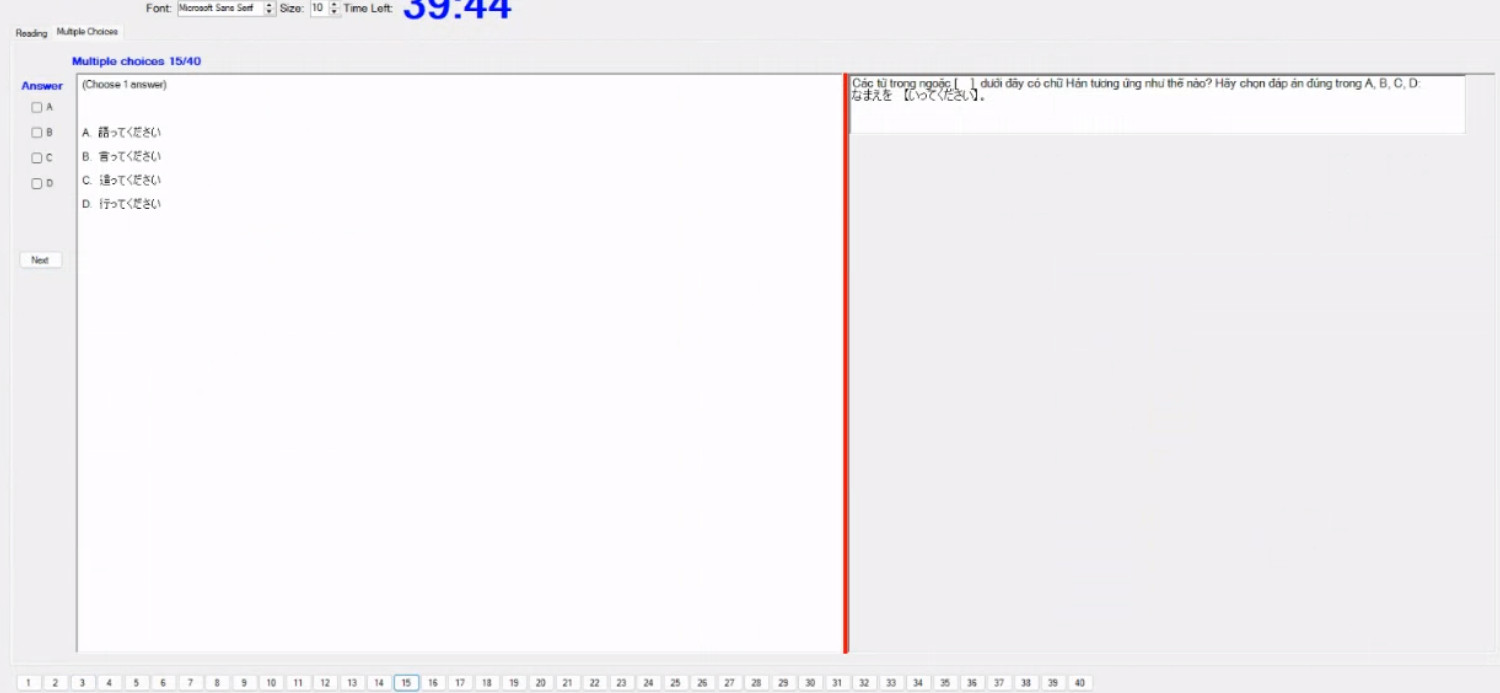 Font: Microsoft Sans Serif Size: 10 Time Left: 39:44
Reading Multiple Choices
Multiple choices 15/40
Answer
A
B
C
D
Next
(Choose 1 answer)
A. 語ってください
B. 言ってください
C. 違ってください
D. 行ってください
Các từ trong ngoặc [ ] dưới đây có chữ Hán tương ứng như thế nào? Hãy chọn đáp án đúng trong A, B, C, D:
なまえを 【いってください】。
1 2 3 4 5 6 7 8 9 10 11 12 13 14 15 16 17 18 19 20 21 22 23 24 25 26 27 28 29 30 31 32 33 34 35 36 37 38 39 40